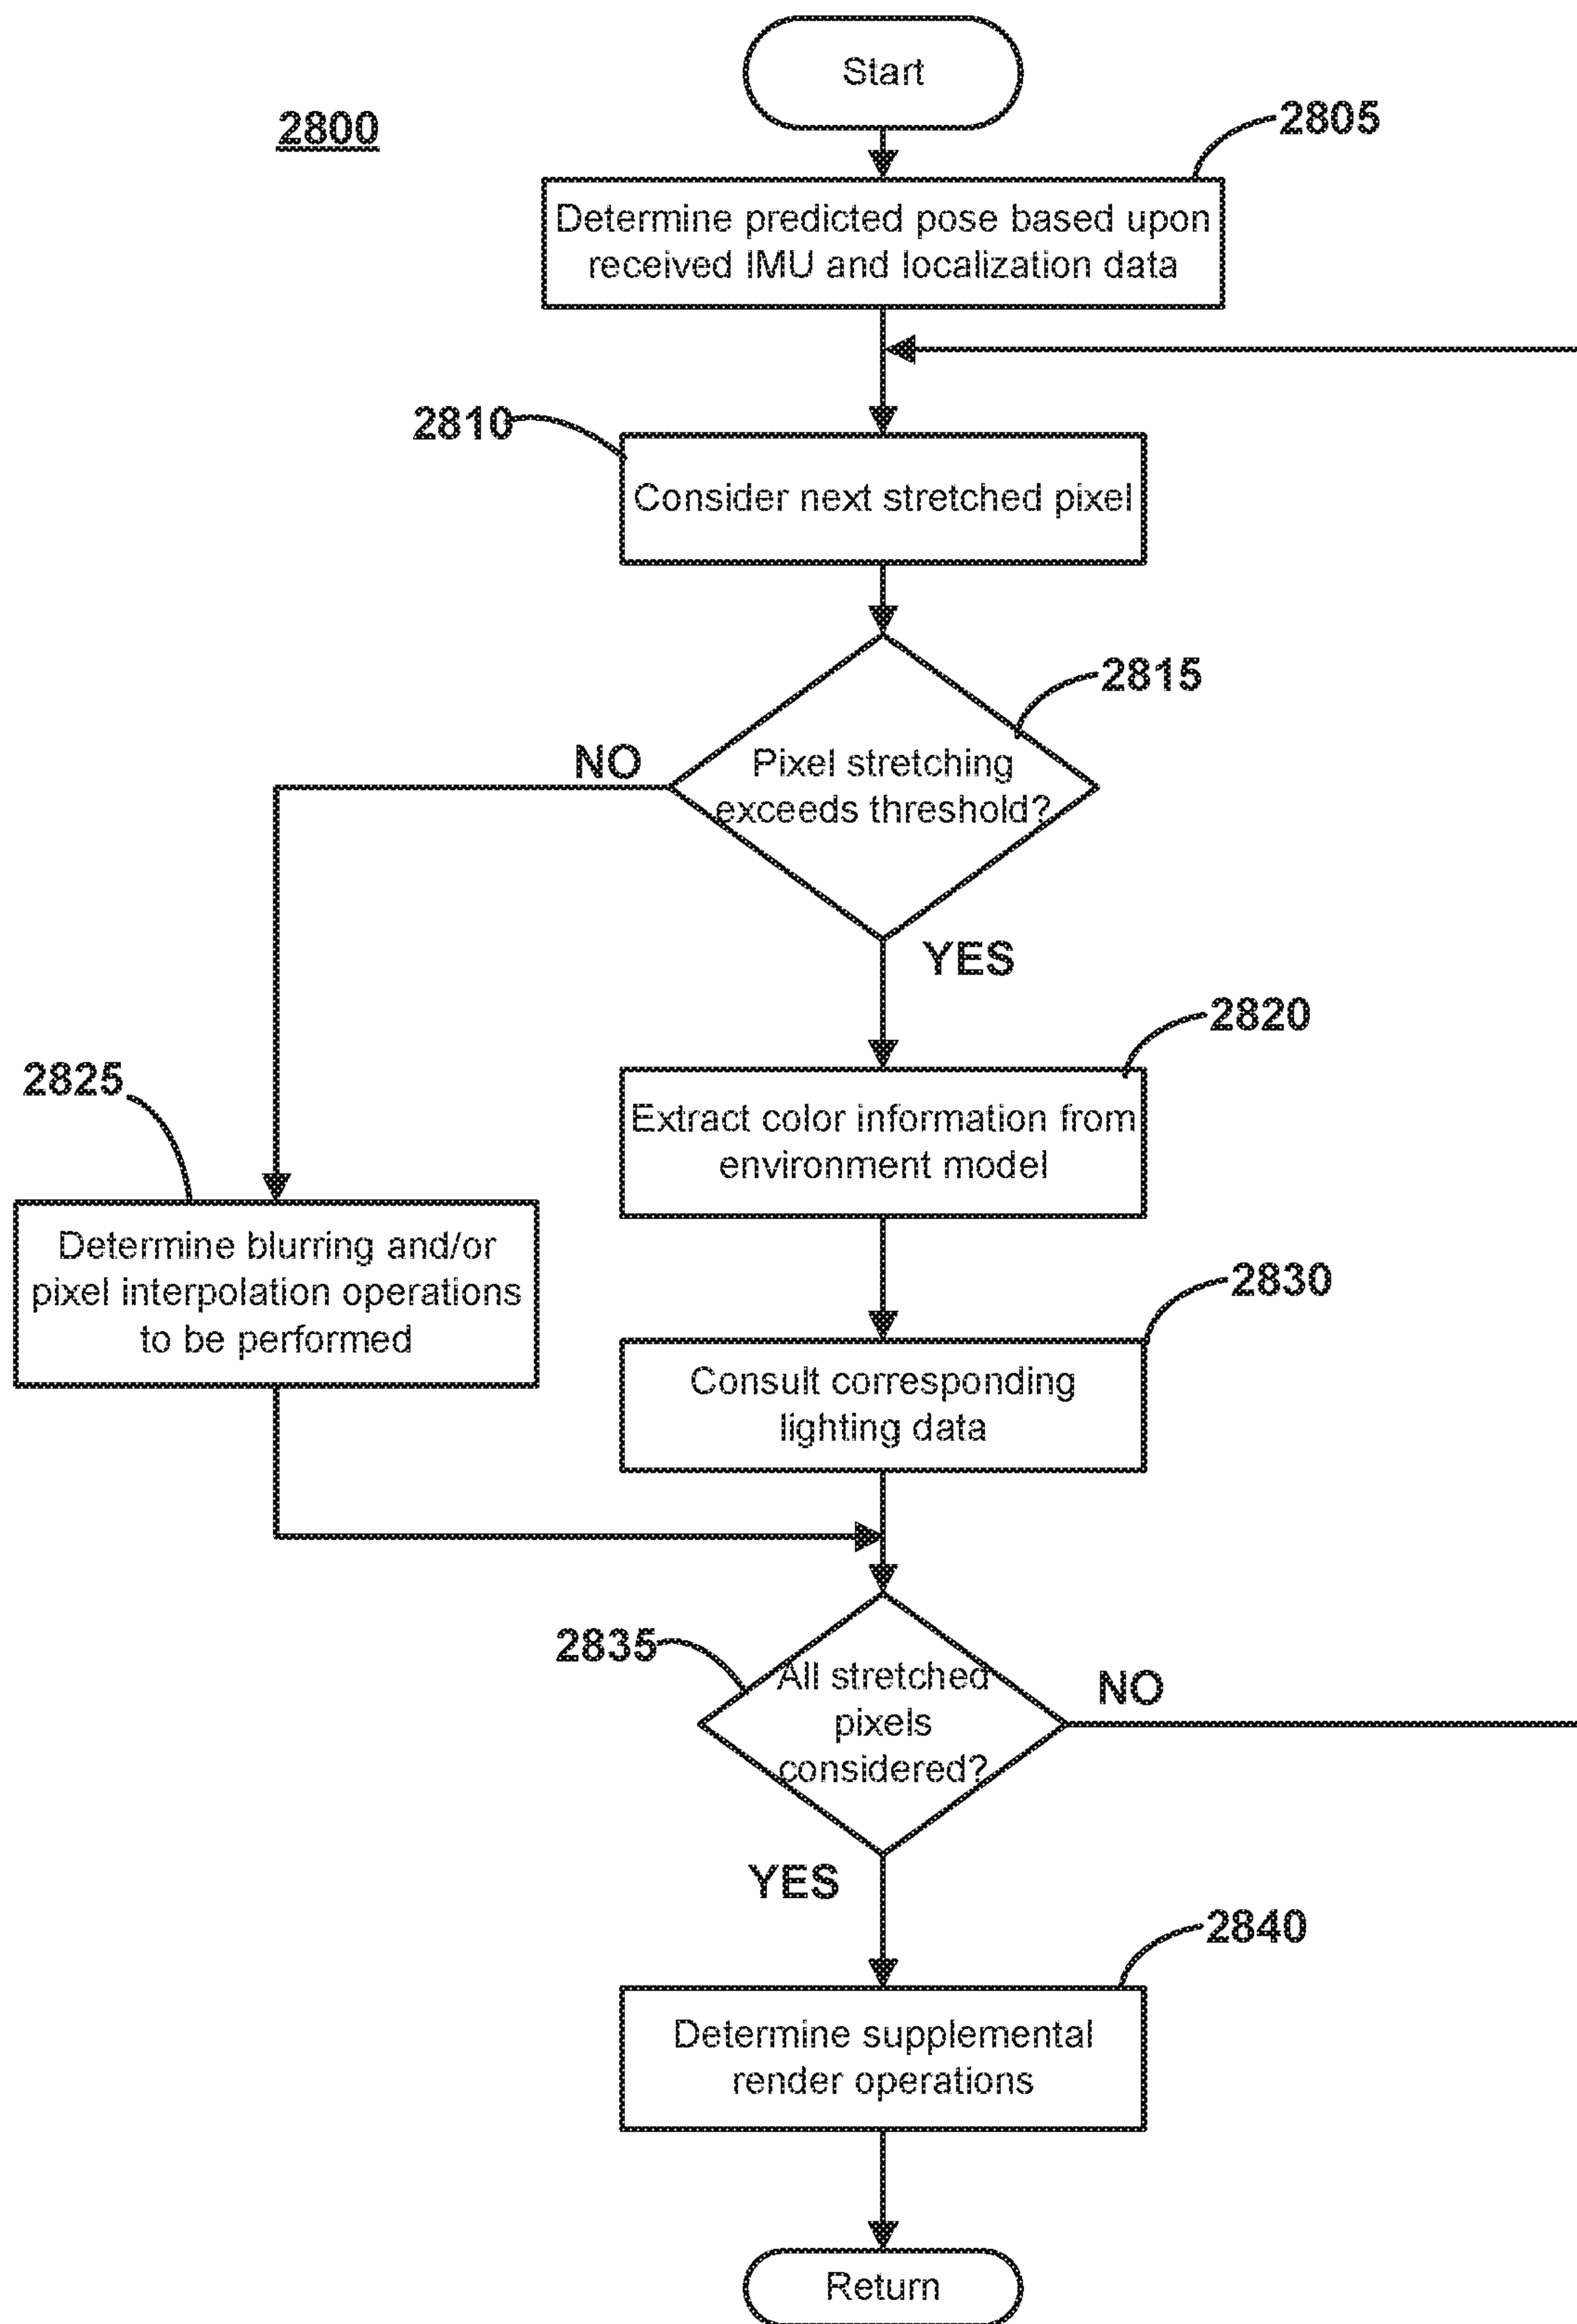 Start
2800
2805
Determine predicted pose based upon
received IMU and localization data
2810
Consider next stretched pixel
2815
Pixel stretching
exceeds threshold?
NO
YES
2820
Extract color information from
environment model
2825
Determine blurring and/or
pixel interpolation operations
to be performed
2830
Consult corresponding
lighting data
2835
All stretched
pixels
considered?
NO
YES
2840
Determine supplemental
render operations
Return